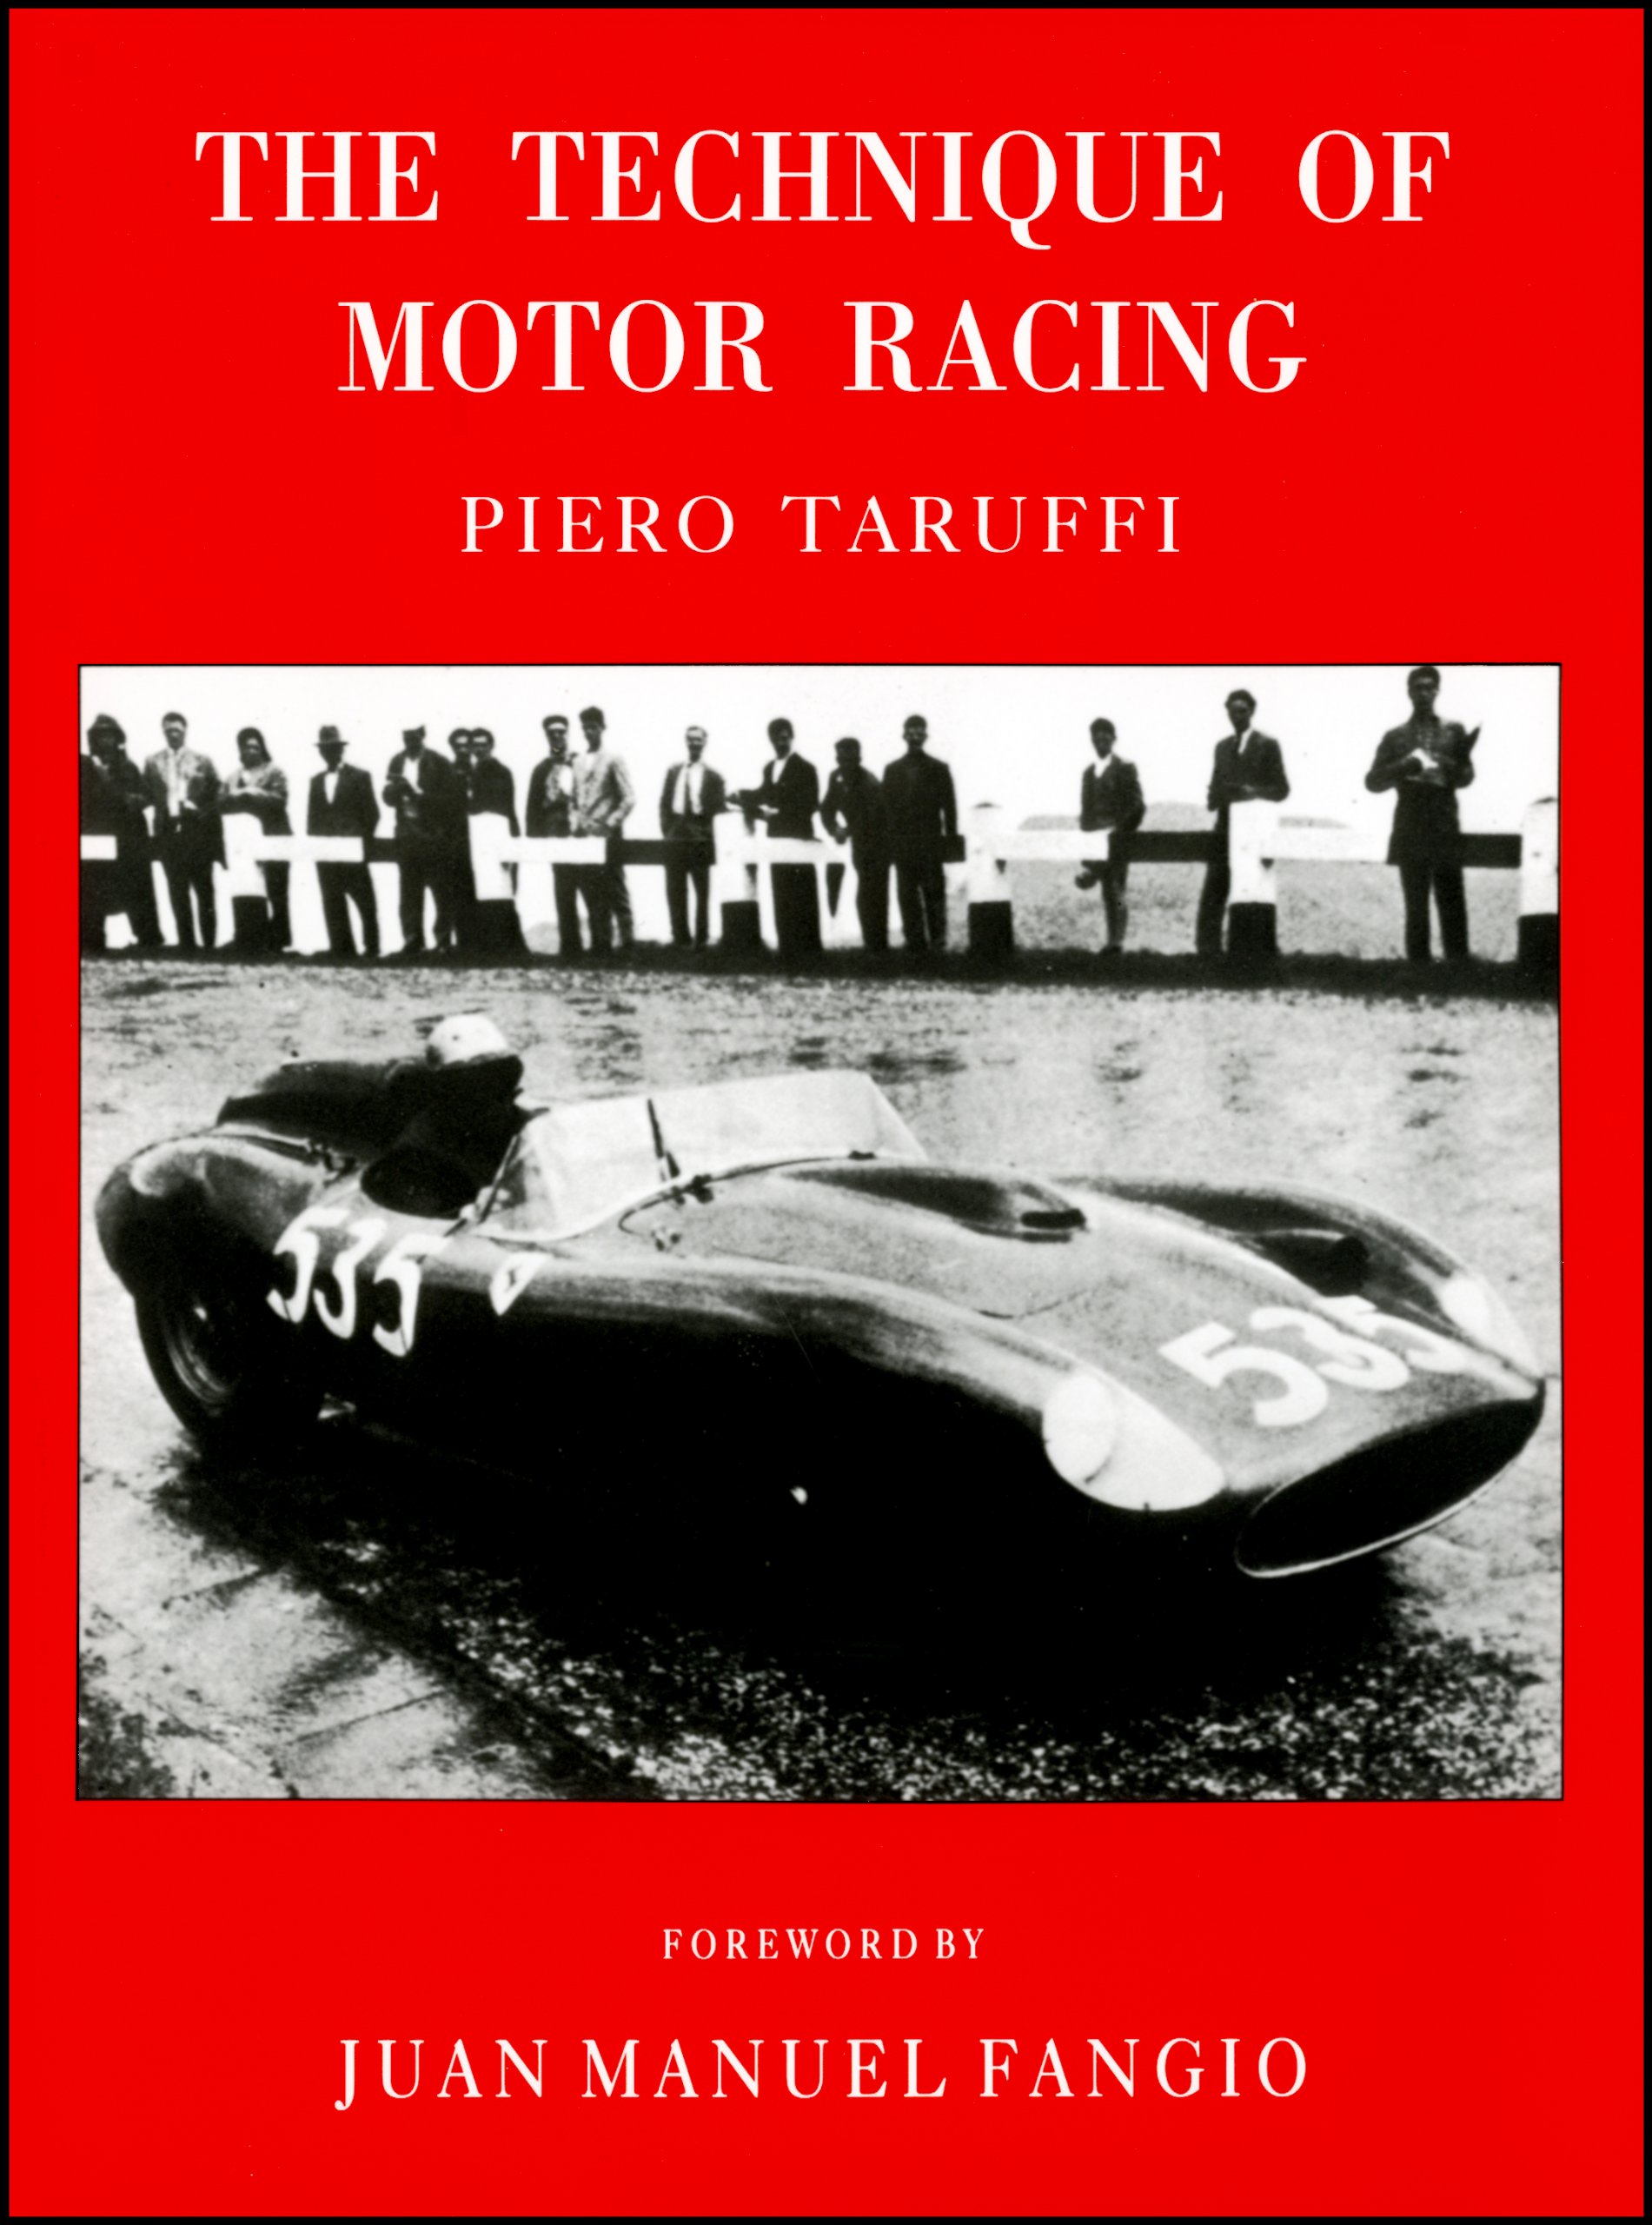 THE TECHNIQUE OF
MOTOR RACING
PIERO TARUFFI
535
535
FOREWORD BY
JUAN MANUEL FANGIO